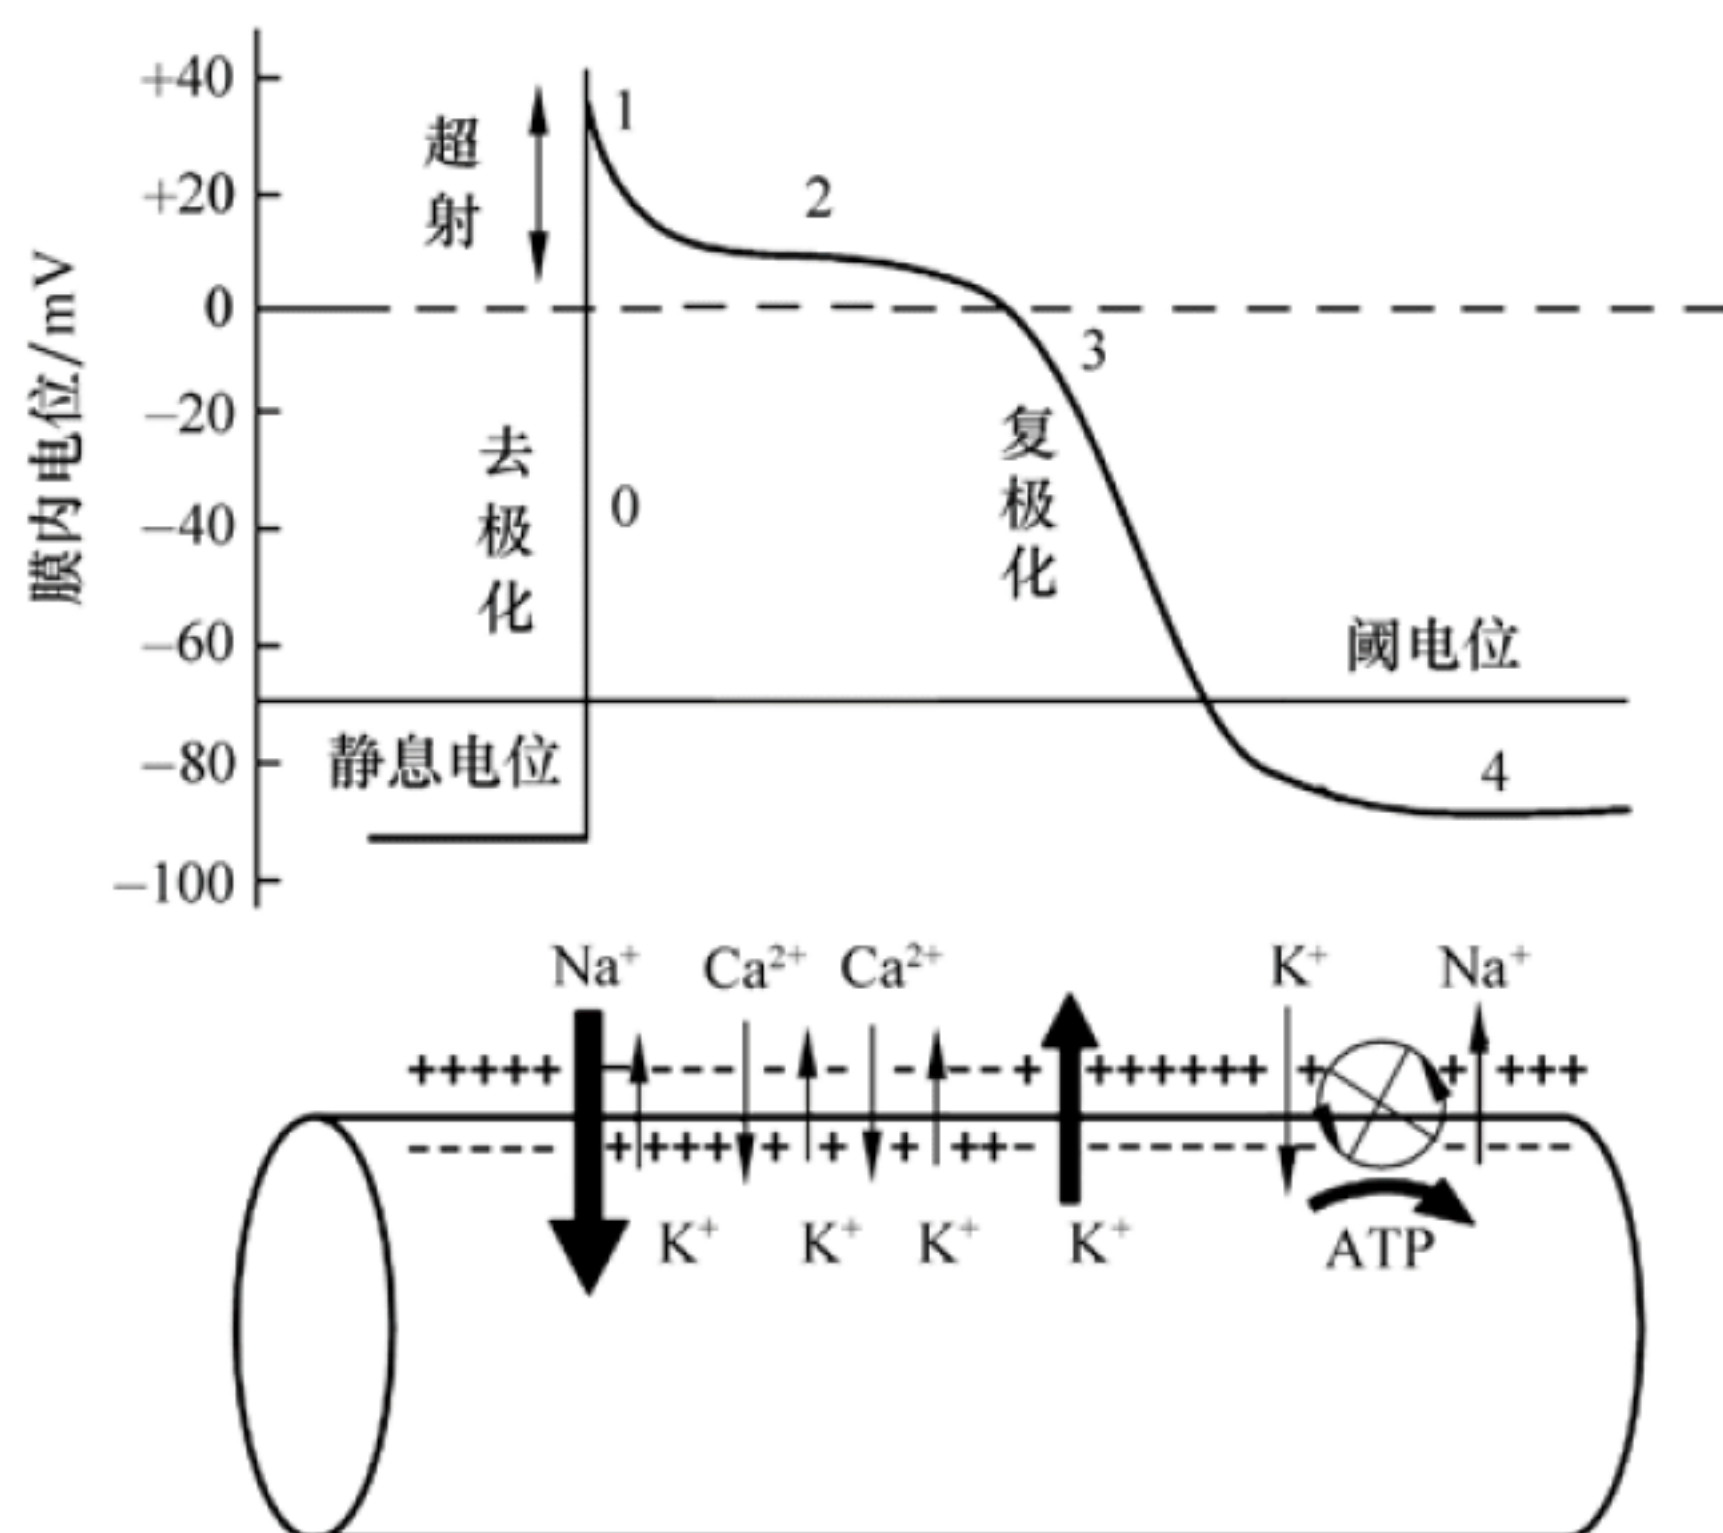 膜内电位/mV
+40
+20
0
−20
−40
−60
−80
−100
超射
去极化
静息电位
1
2
0
3
复极化
阈电位
4
Na⁺ Ca²⁺ Ca²⁺ K⁺ Na⁺
+++++ ---- - - - --- + ++++++ + + +++
----- ++++ + + + ++- ------- ----
K⁺ K⁺ K⁺ K⁺ ATP